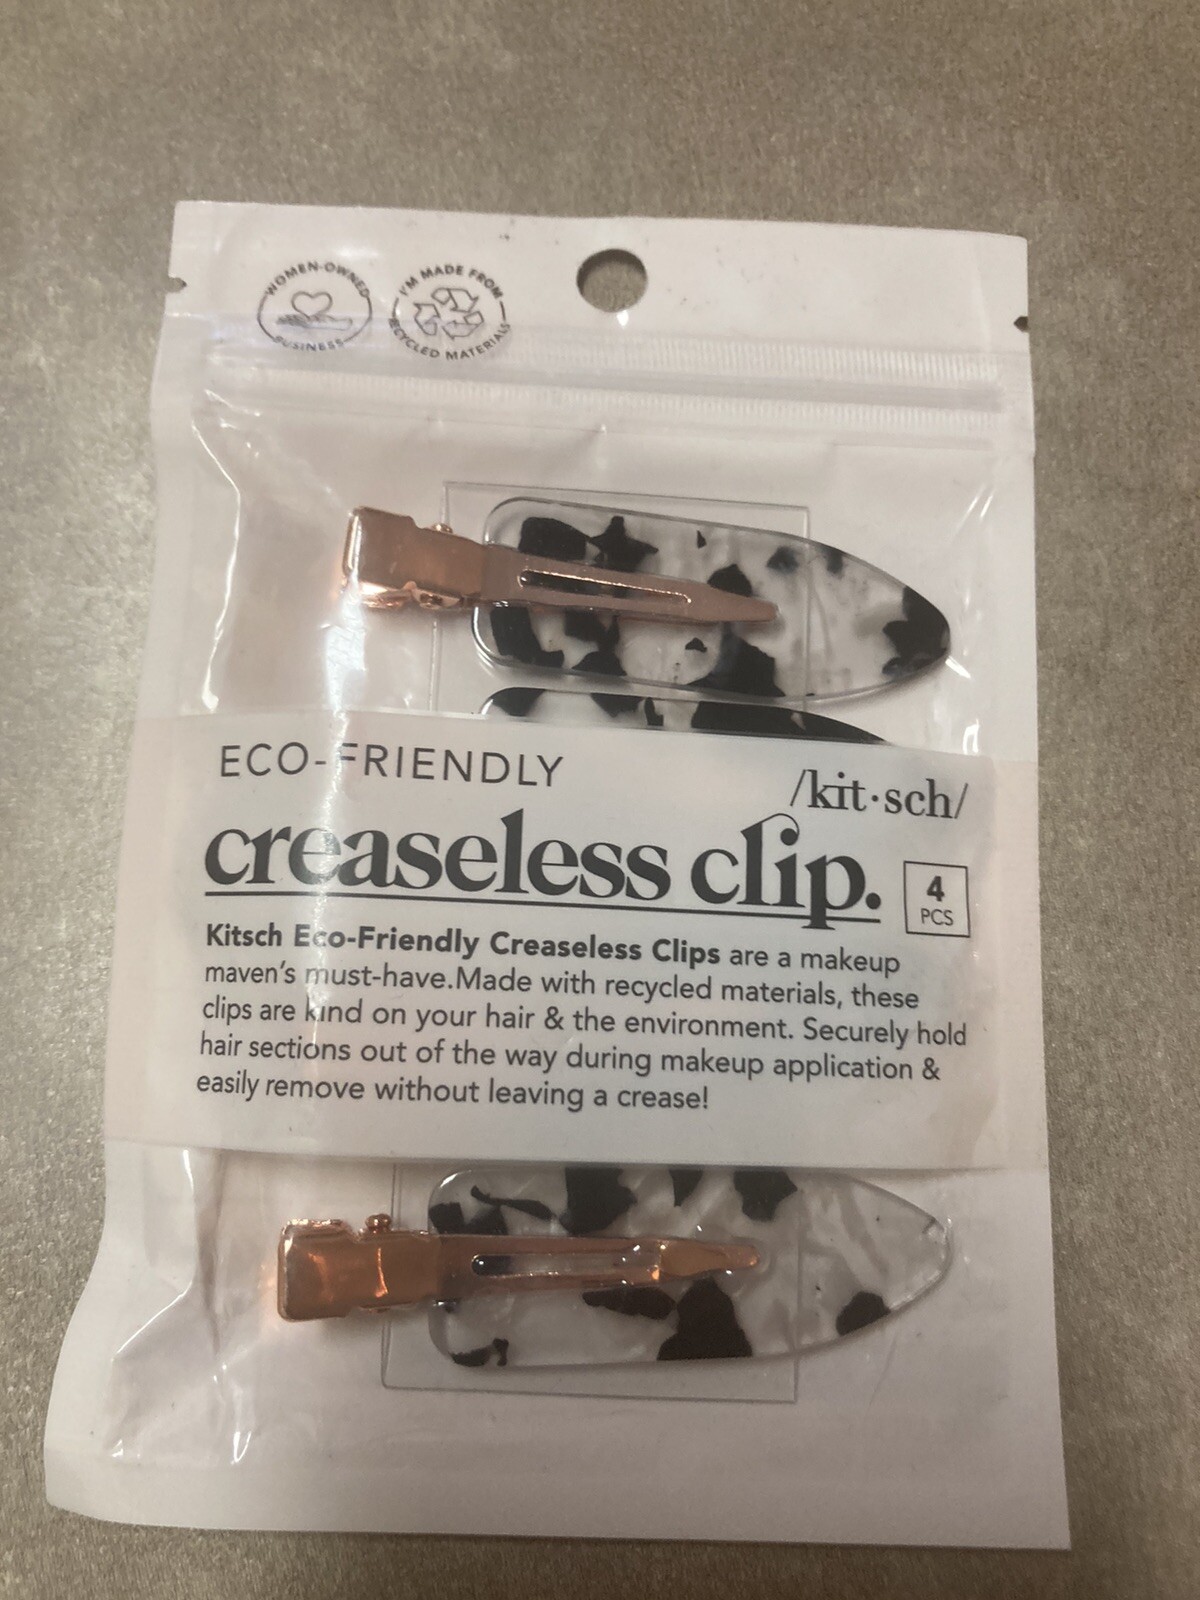 WOMEN-OWNED
BUSINESS
I'M MADE FROM
RECYCLED MATERIALS
ECO-FRIENDLY
/kit·sch/
creaseless clip.
4
PCS
Kitsch Eco-Friendly Creaseless Clips are a makeup
maven's must-have.Made with recycled materials, these
clips are kind on your hair & the environment. Securely hold
hair sections out of the way during makeup application &
easily remove without leaving a crease!